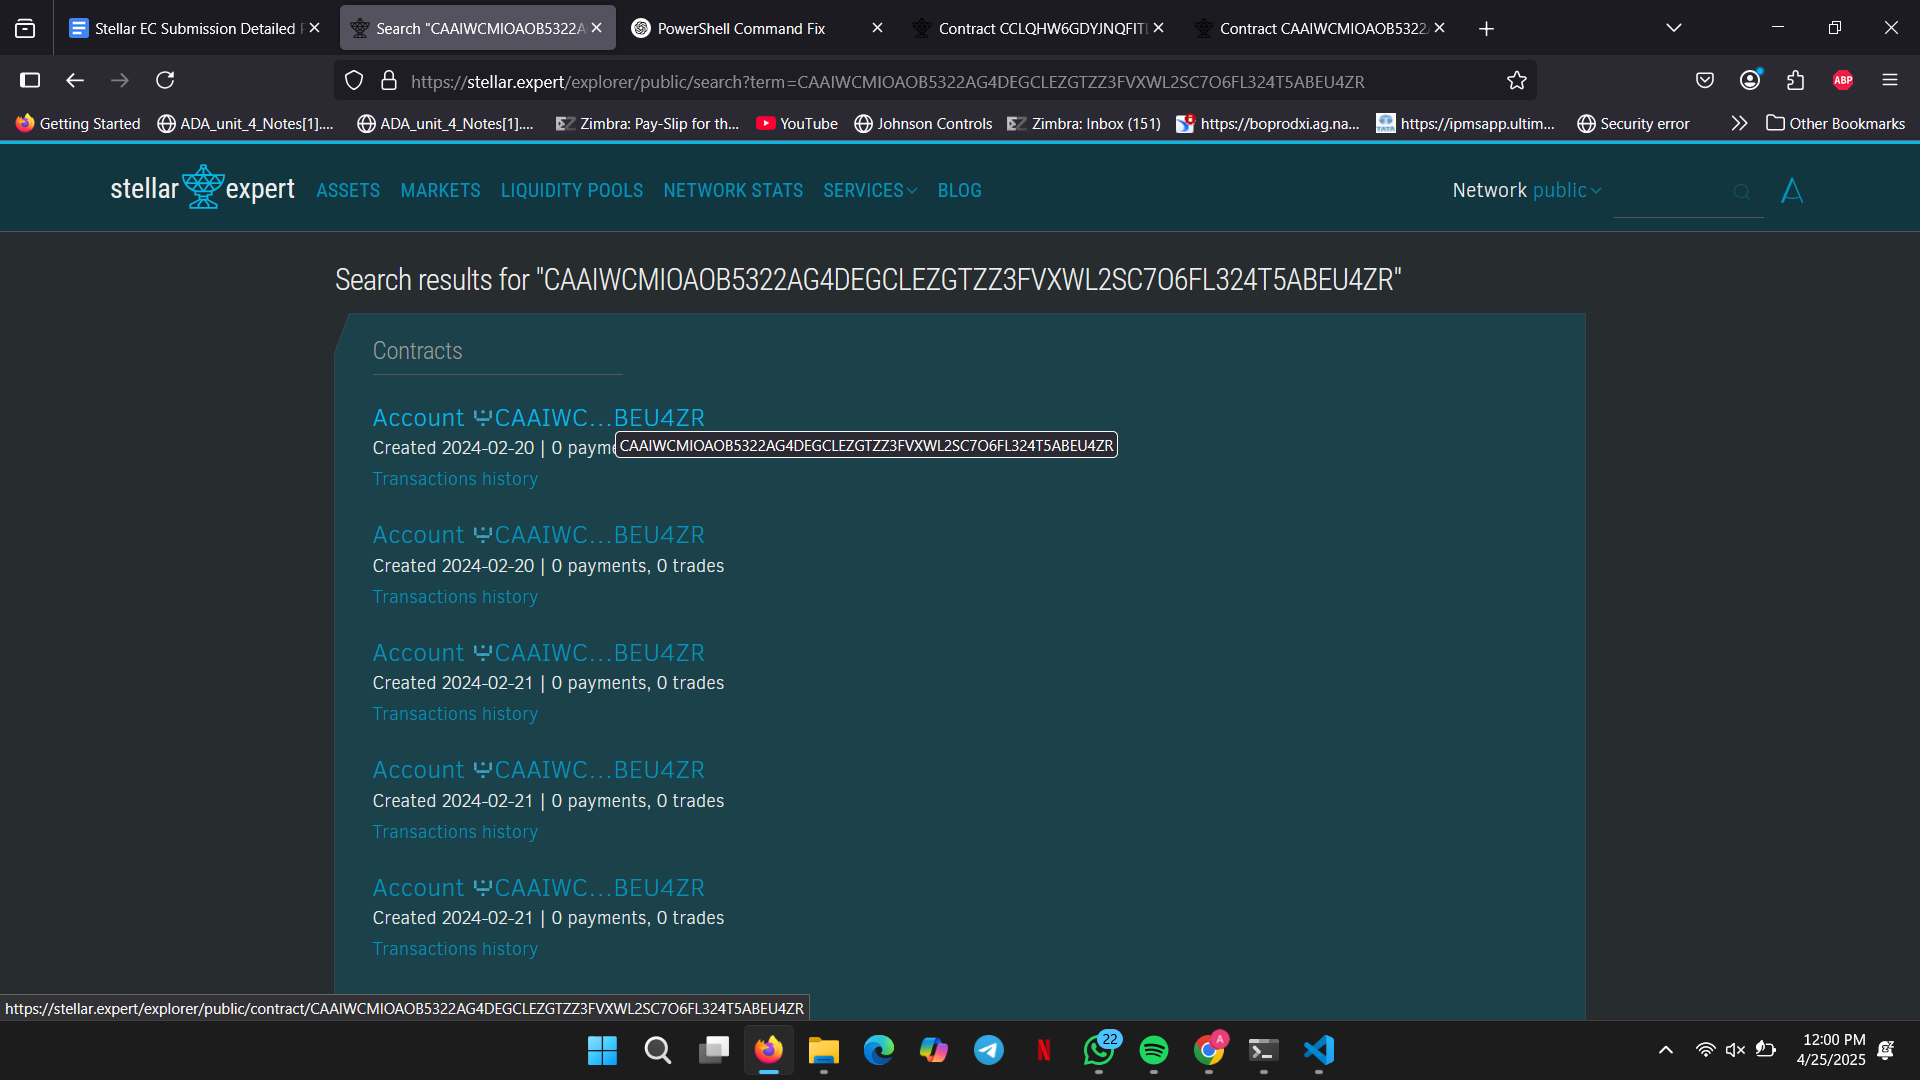 Stellar EC Submission Detailed
Search "CAAIWCMIOAOB5322A
PowerShell Command Fix
Contract CCLQHW6GDYJNQFITL
Contract CAAIWCMIOAOB5322
https://stellar.expert/explorer/public/search?term=CAAIWCMIOAOB5322AG4DEGCLEZGTZZ3FVXWL2SC7O6FL324T5ABEU4ZR
ABP
Getting Started
ADA_unit_4_Notes[1]....
ADA_unit_4_Notes[1]....
Zimbra: Pay-Slip for th...
YouTube
Johnson Controls
Zimbra: Inbox (151)
https://boprodxi.ag.na...
https://ipmsapp.ultim...
Security error
Other Bookmarks
stellar expert
ASSETS
MARKETS
LIQUIDITY POOLS
NETWORK STATS
SERVICES
BLOG
Network public
Search results for "CAAIWCMIOAOB5322AG4DEGCLEZGTZZ3FVXWL2SC7O6FL324T5ABEU4ZR"
Contracts
Account CAAIWC...BEU4ZR
Created 2024-02-20 | 0 payme
CAAIWCMIOAOB5322AG4DEGCLEZGTZZ3FVXWL2SC7O6FL324T5ABEU4ZR
Transactions history
Account CAAIWC...BEU4ZR
Created 2024-02-20 | 0 payments, 0 trades
Transactions history
Account CAAIWC...BEU4ZR
Created 2024-02-21 | 0 payments, 0 trades
Transactions history
Account CAAIWC...BEU4ZR
Created 2024-02-21 | 0 payments, 0 trades
Transactions history
Account CAAIWC...BEU4ZR
Created 2024-02-21 | 0 payments, 0 trades
Transactions history
https://stellar.expert/explorer/public/contract/CAAIWCMIOAOB5322AG4DEGCLEZGTZZ3FVXWL2SC7O6FL324T5ABEU4ZR
22
A
12:00 PM
4/25/2025